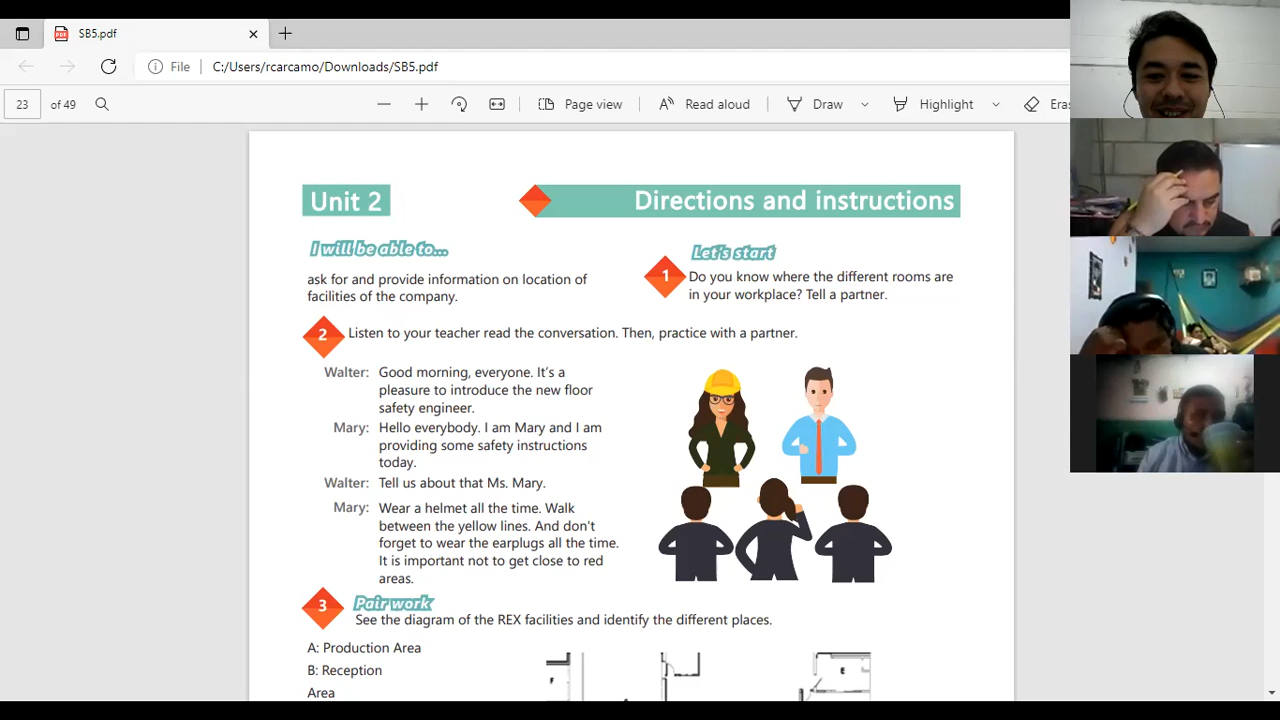 SB5.pdf
File C:/Users/rcarcamo/Downloads/SB5.pdf
23 of 49 Page view Read aloud Draw Highlight
Unit 2 Directions and instructions
I will be able to...
ask for and provide information on location of
facilities of the company.
Let's start
1 Do you know where the different rooms are
in your workplace? Tell a partner.
2 Listen to your teacher read the conversation. Then, practice with a partner.
Walter: Good morning, everyone. It's a
pleasure to introduce the new floor
safety engineer.
Mary: Hello everybody. I am Mary and I am
providing some safety instructions
today.
Walter: Tell us about that Ms. Mary.
Mary: Wear a helmet all the time. Walk
between the yellow lines. And don't
forget to wear the earplugs all the time.
It is important not to get close to red
areas.
3 Pair work
See the diagram of the REX facilities and identify the different places.
A: Production Area
B: Reception
Area
F
E